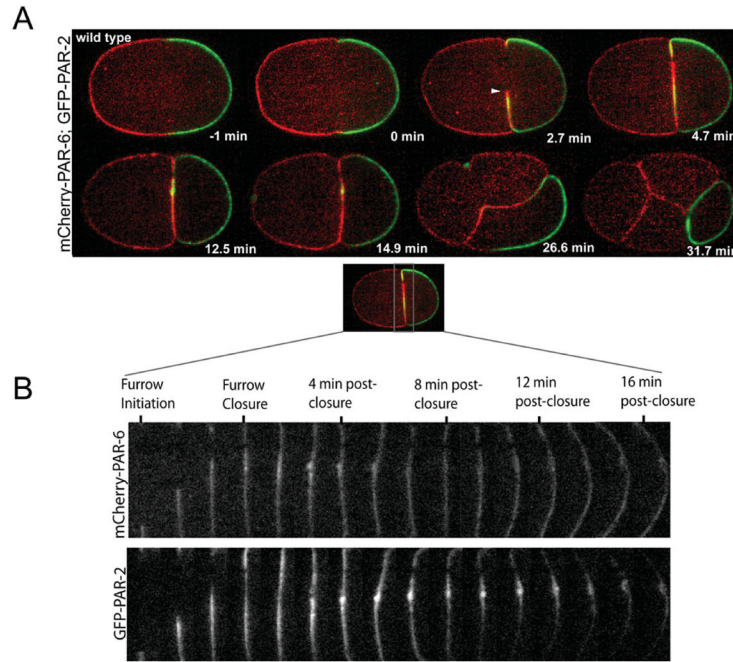 A
mCherry-PAR-6; GFP-PAR-2
wild type
-1 min
0 min
2.7 min
4.7 min
12.5 min
14.9 min
26.6 min
31.7 min
B
Furrow
Initiation
Furrow
Closure
4 min post-
closure
8 min post-
closure
12 min
post-closure
16 min
post-closure
mCherry-PAR-6
GFP-PAR-2